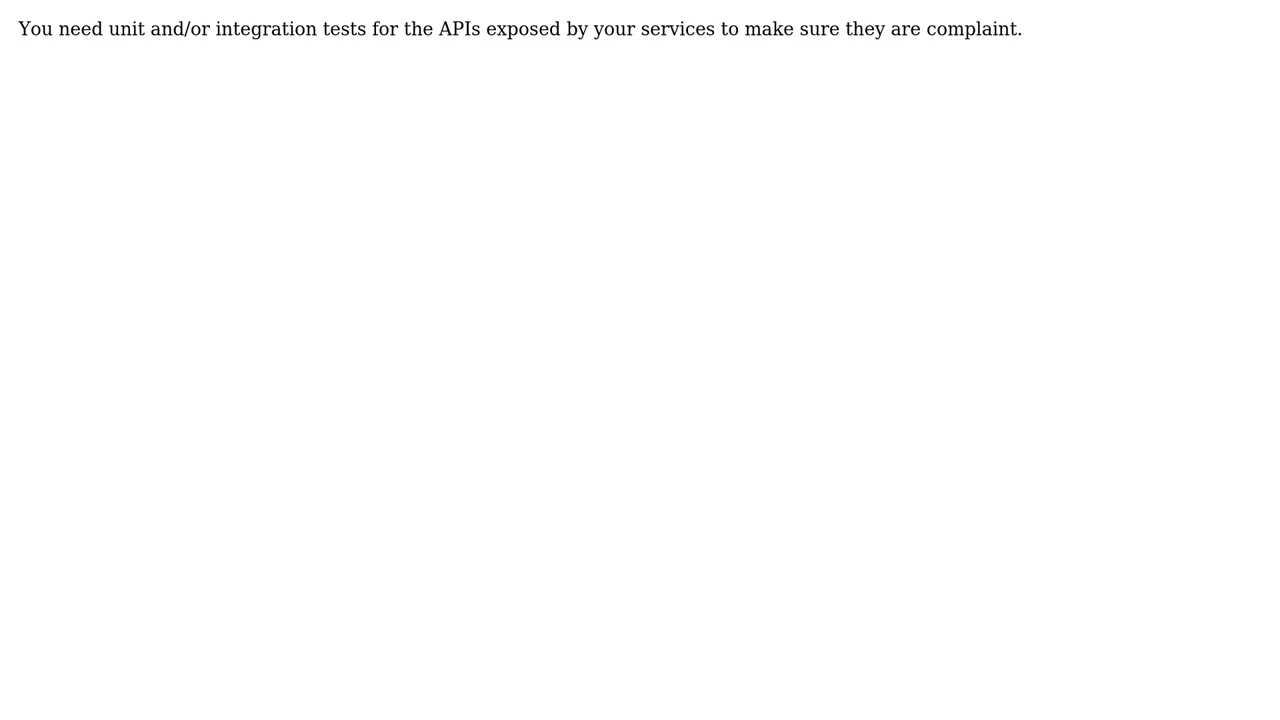 You need unit and/or integration tests for the APIs exposed by your services to make sure they are complaint.